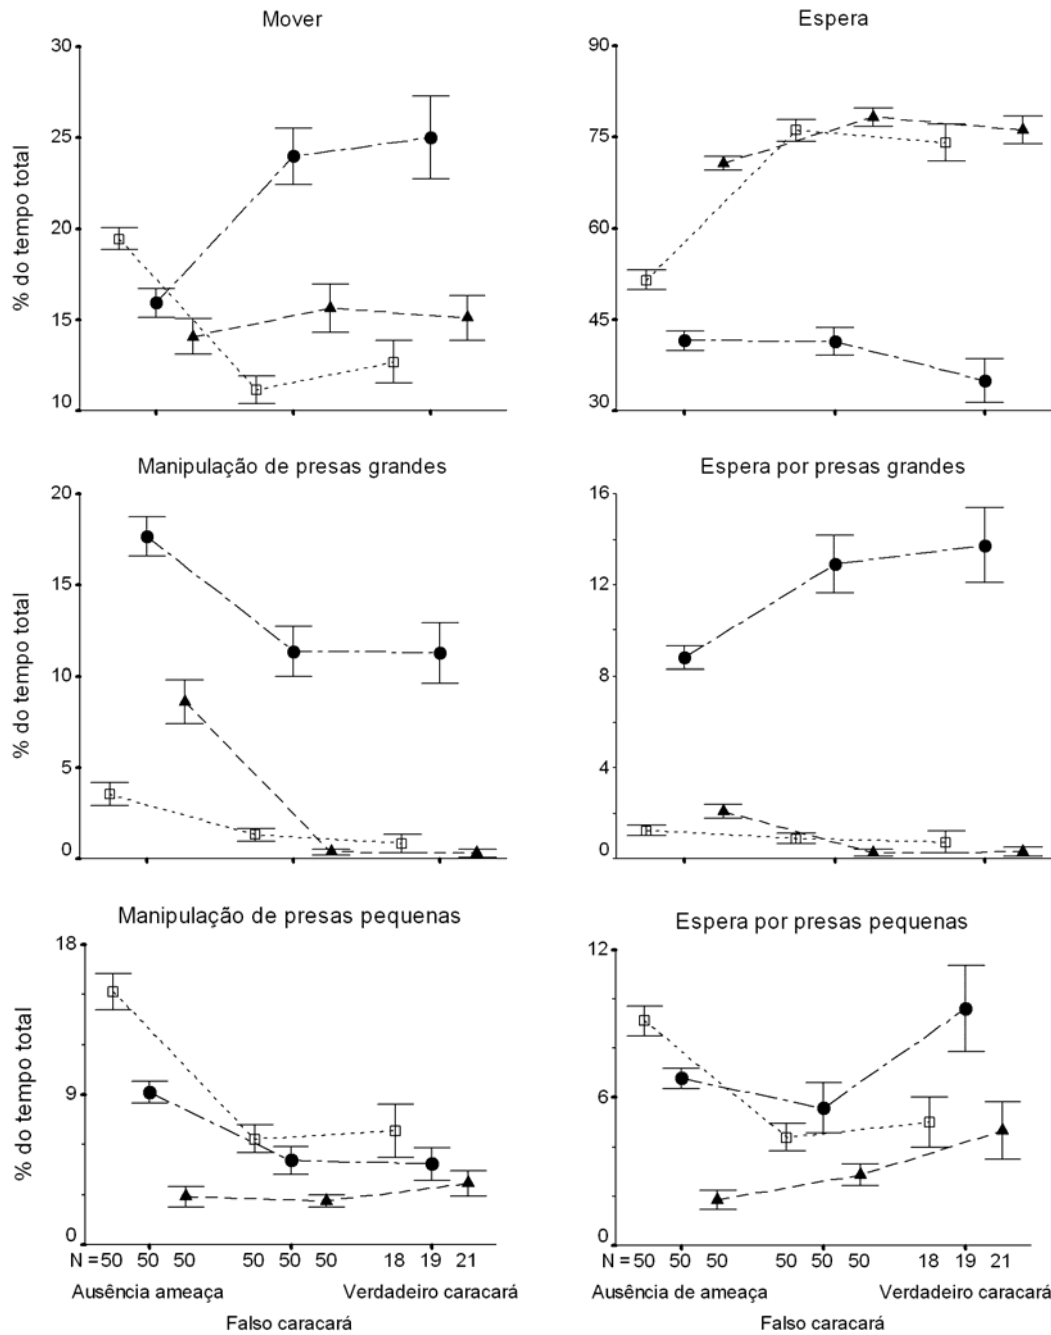 Mover
Espera
% do tempo total
30
25
20
15
10
90
75
60
45
30
Manipulação de presas grandes
Espera por presas grandes
% do tempo total
20
15
10
5
0
16
12
8
4
0
Manipulação de presas pequenas
Espera por presas pequenas
% do tempo total
18
9
0
12
6
0
N =50 50 50 50 50 50 18 19 21
Ausência ameaça Verdadeiro caracará
Falso caracará
N =50 50 50 50 50 50 18 19 21
Ausência de ameaça Verdadeiro caracará
Falso caracará